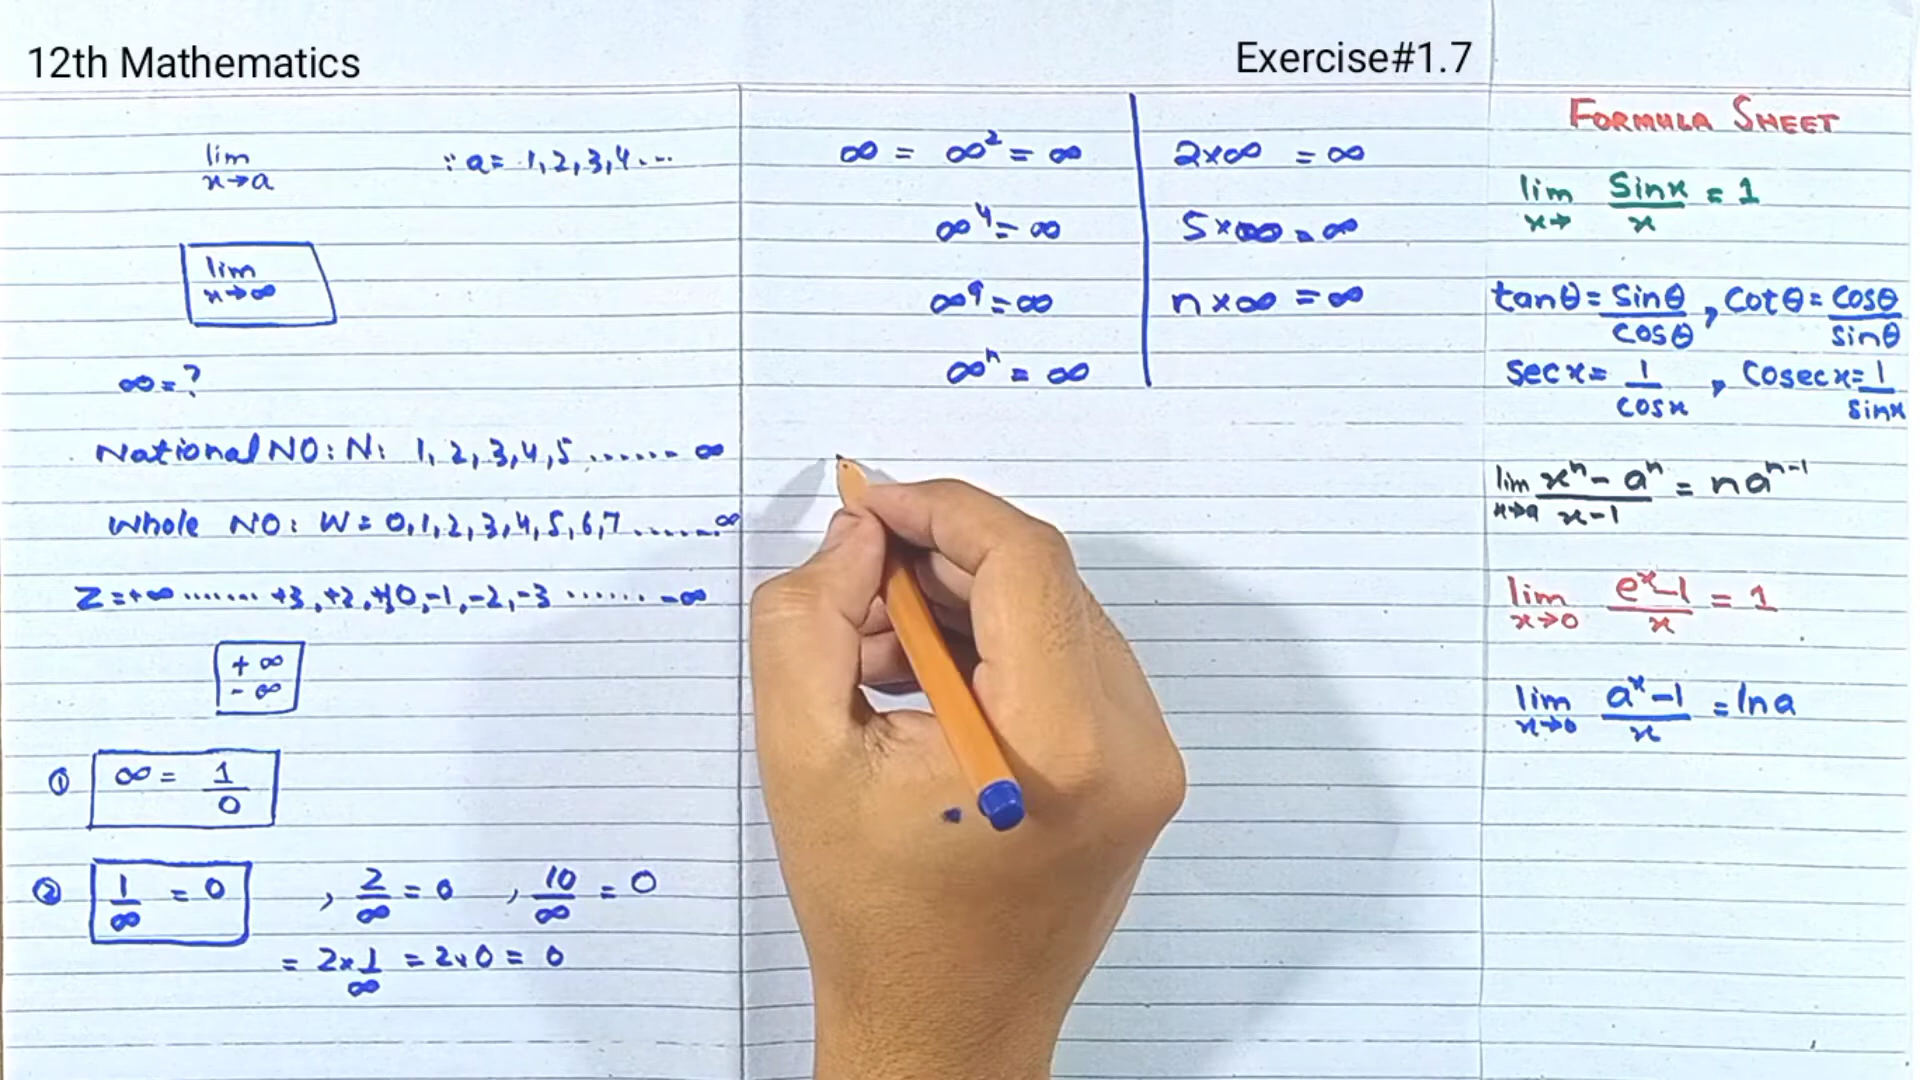 12th Mathematics
Exercise#1.7
lim x→a ∵ a = 1,2,3,4...
lim x→∞
∞ = ?
National NO: N: 1, 2, 3, 4, 5 ....... ∞
Whole NO: W = 0,1,2,3,4,5,6,7 ....... ∞
Z = +∞ ....... +3, +2, +1 0, -1, -2, -3 ....... -∞
+ ∞
- ∞
① ∞ = 1/0
② 1/∞ = 0 , 2/∞ = 0 , 10/∞ = 0
= 2×1/∞ = 2×0 = 0
∞ = ∞² = ∞
∞⁴ = ∞
∞⁹ = ∞
∞ⁿ = ∞
2×∞ = ∞
5×∞ = ∞
n×∞ = ∞
FORMULA SHEET
lim x→ Sinx/x = 1
tanθ = Sinθ/cosθ , Cotθ = cosθ/sinθ
sec x = 1/cosx , Cosec x = 1/sinx
lim x→a xⁿ - aⁿ/x-1 = naⁿ⁻¹
lim x→0 eˣ-1/x = 1
lim x→0 aˣ-1/x = ln a